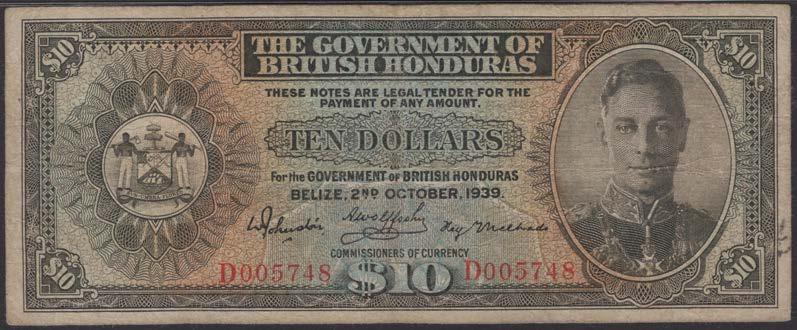 $10
$10
THE GOVERNMENT OF
BRITISH HONDURAS
THESE NOTES ARE LEGAL TENDER FOR THE
PAYMENT OF ANY AMOUNT.
TEN DOLLARS
For the GOVERNMENT OF BRITISH HONDURAS
BELIZE, 2ND OCTOBER, 1939.
COMMISSIONERS OF CURRENCY
D005748 $10 D005748
$10
$10